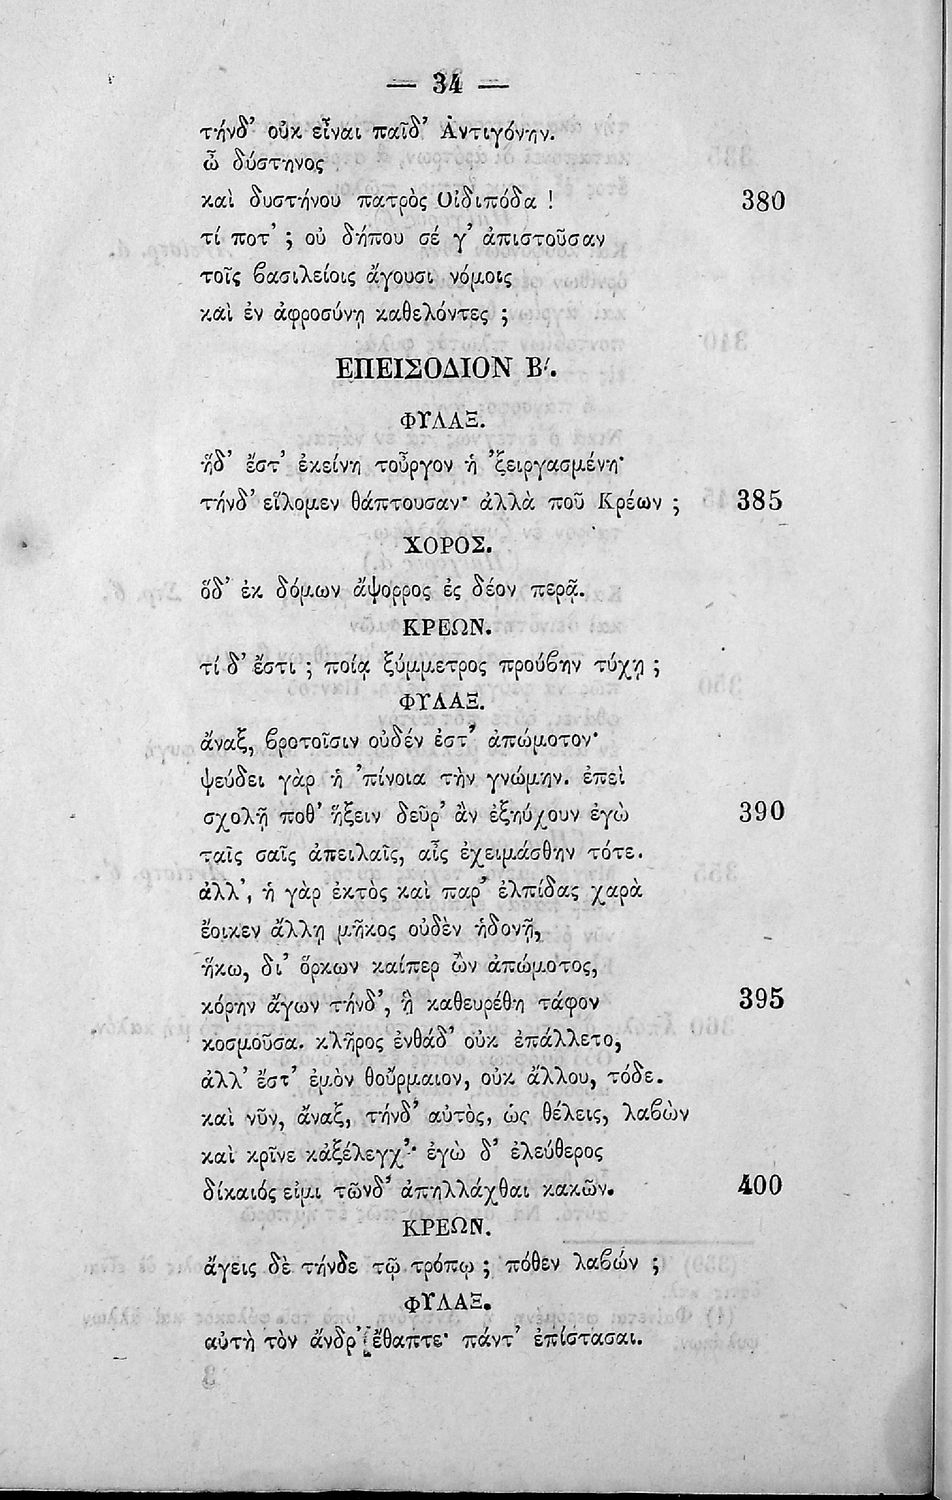 — 34 —
τήνδ' οὐκ εἶναι παῖδ' Ἀντιγόνην.
ὦ δύστηνος
καὶ δυστήνου πατρὸς Οἰδιπόδα ! 380
τί ποτ' ; οὐ δήπου σέ γ' ἀπιστοῦσαν
τοῖς ϐασιλείοις ἄγουσι νόμοις
καὶ ἐν ἀφροσύνῃ καθελόντες ;
ΕΠΕΙΣΟΔΙΟΝ Β'.
ΦΥΛΑΞ.
ἥδ' ἔστ' ἐκείνη τοὖργον ἡ 'ξειργασμένη·
τήνδ' εἵλομεν θάπτουσαν· ἀλλὰ ποῦ Κρέων ; 385
ΧΟΡΟΣ.
ὅδ' ἐκ δόμων ἄψορρος ἐς δέον περᾷ.
ΚΡΕΩΝ.
τί δ' ἔστι ; ποίᾳ ξύμμετρος προὔϐην τύχῃ ;
ΦΥΛΑΞ.
ἄναξ, ϐροτοῖσιν οὐδέν ἐστ' ἀπώμοτον·
ψεύδει γὰρ ἡ 'πίνοια τὴν γνώμην. ἐπεὶ
σχολῇ ποθ' ἥξειν δεῦρ' ἂν ἐξηύχουν ἐγὼ 390
ταῖς σαῖς ἀπειλαῖς, αἷς ἐχειμάσθην τότε.
ἀλλ', ἡ γὰρ ἐκτὸς καὶ παρ' ἐλπίδας χαρὰ
ἔοικεν ἄλλῃ μῆκος οὐδὲν ἡδονῇ,
ἥκω, δι' ὅρκων καίπερ ὢν ἀπώμοτος,
κόρην ἄγων τήνδ', ἣ καθευρέθη τάφον 395
κοσμοῦσα. κλῆρος ἐνθάδ' οὐκ ἐπάλλετο,
ἀλλ' ἔστ' ἐμὸν θοὔρμαιον, οὐκ ἄλλου, τόδε.
καὶ νῦν, ἄναξ, τήνδ' αὐτὸς, ὡς θέλεις, λαϐὼν
καὶ κρῖνε κἀξέλεγχ'· ἐγὼ δ' ἐλεύθερος
δίκαιός εἰμι τῶνδ' ἀπηλλάχθαι κακῶν. 400
ΚΡΕΩΝ.
ἄγεις δὲ τήνδε τῷ τρόπῳ ; πόθεν λαϐών ;
ΦΥΛΑΞ.
αὐτὴ τὸν ἄνδρ' ἔθαπτε· πάντ' ἐπίστασαι.